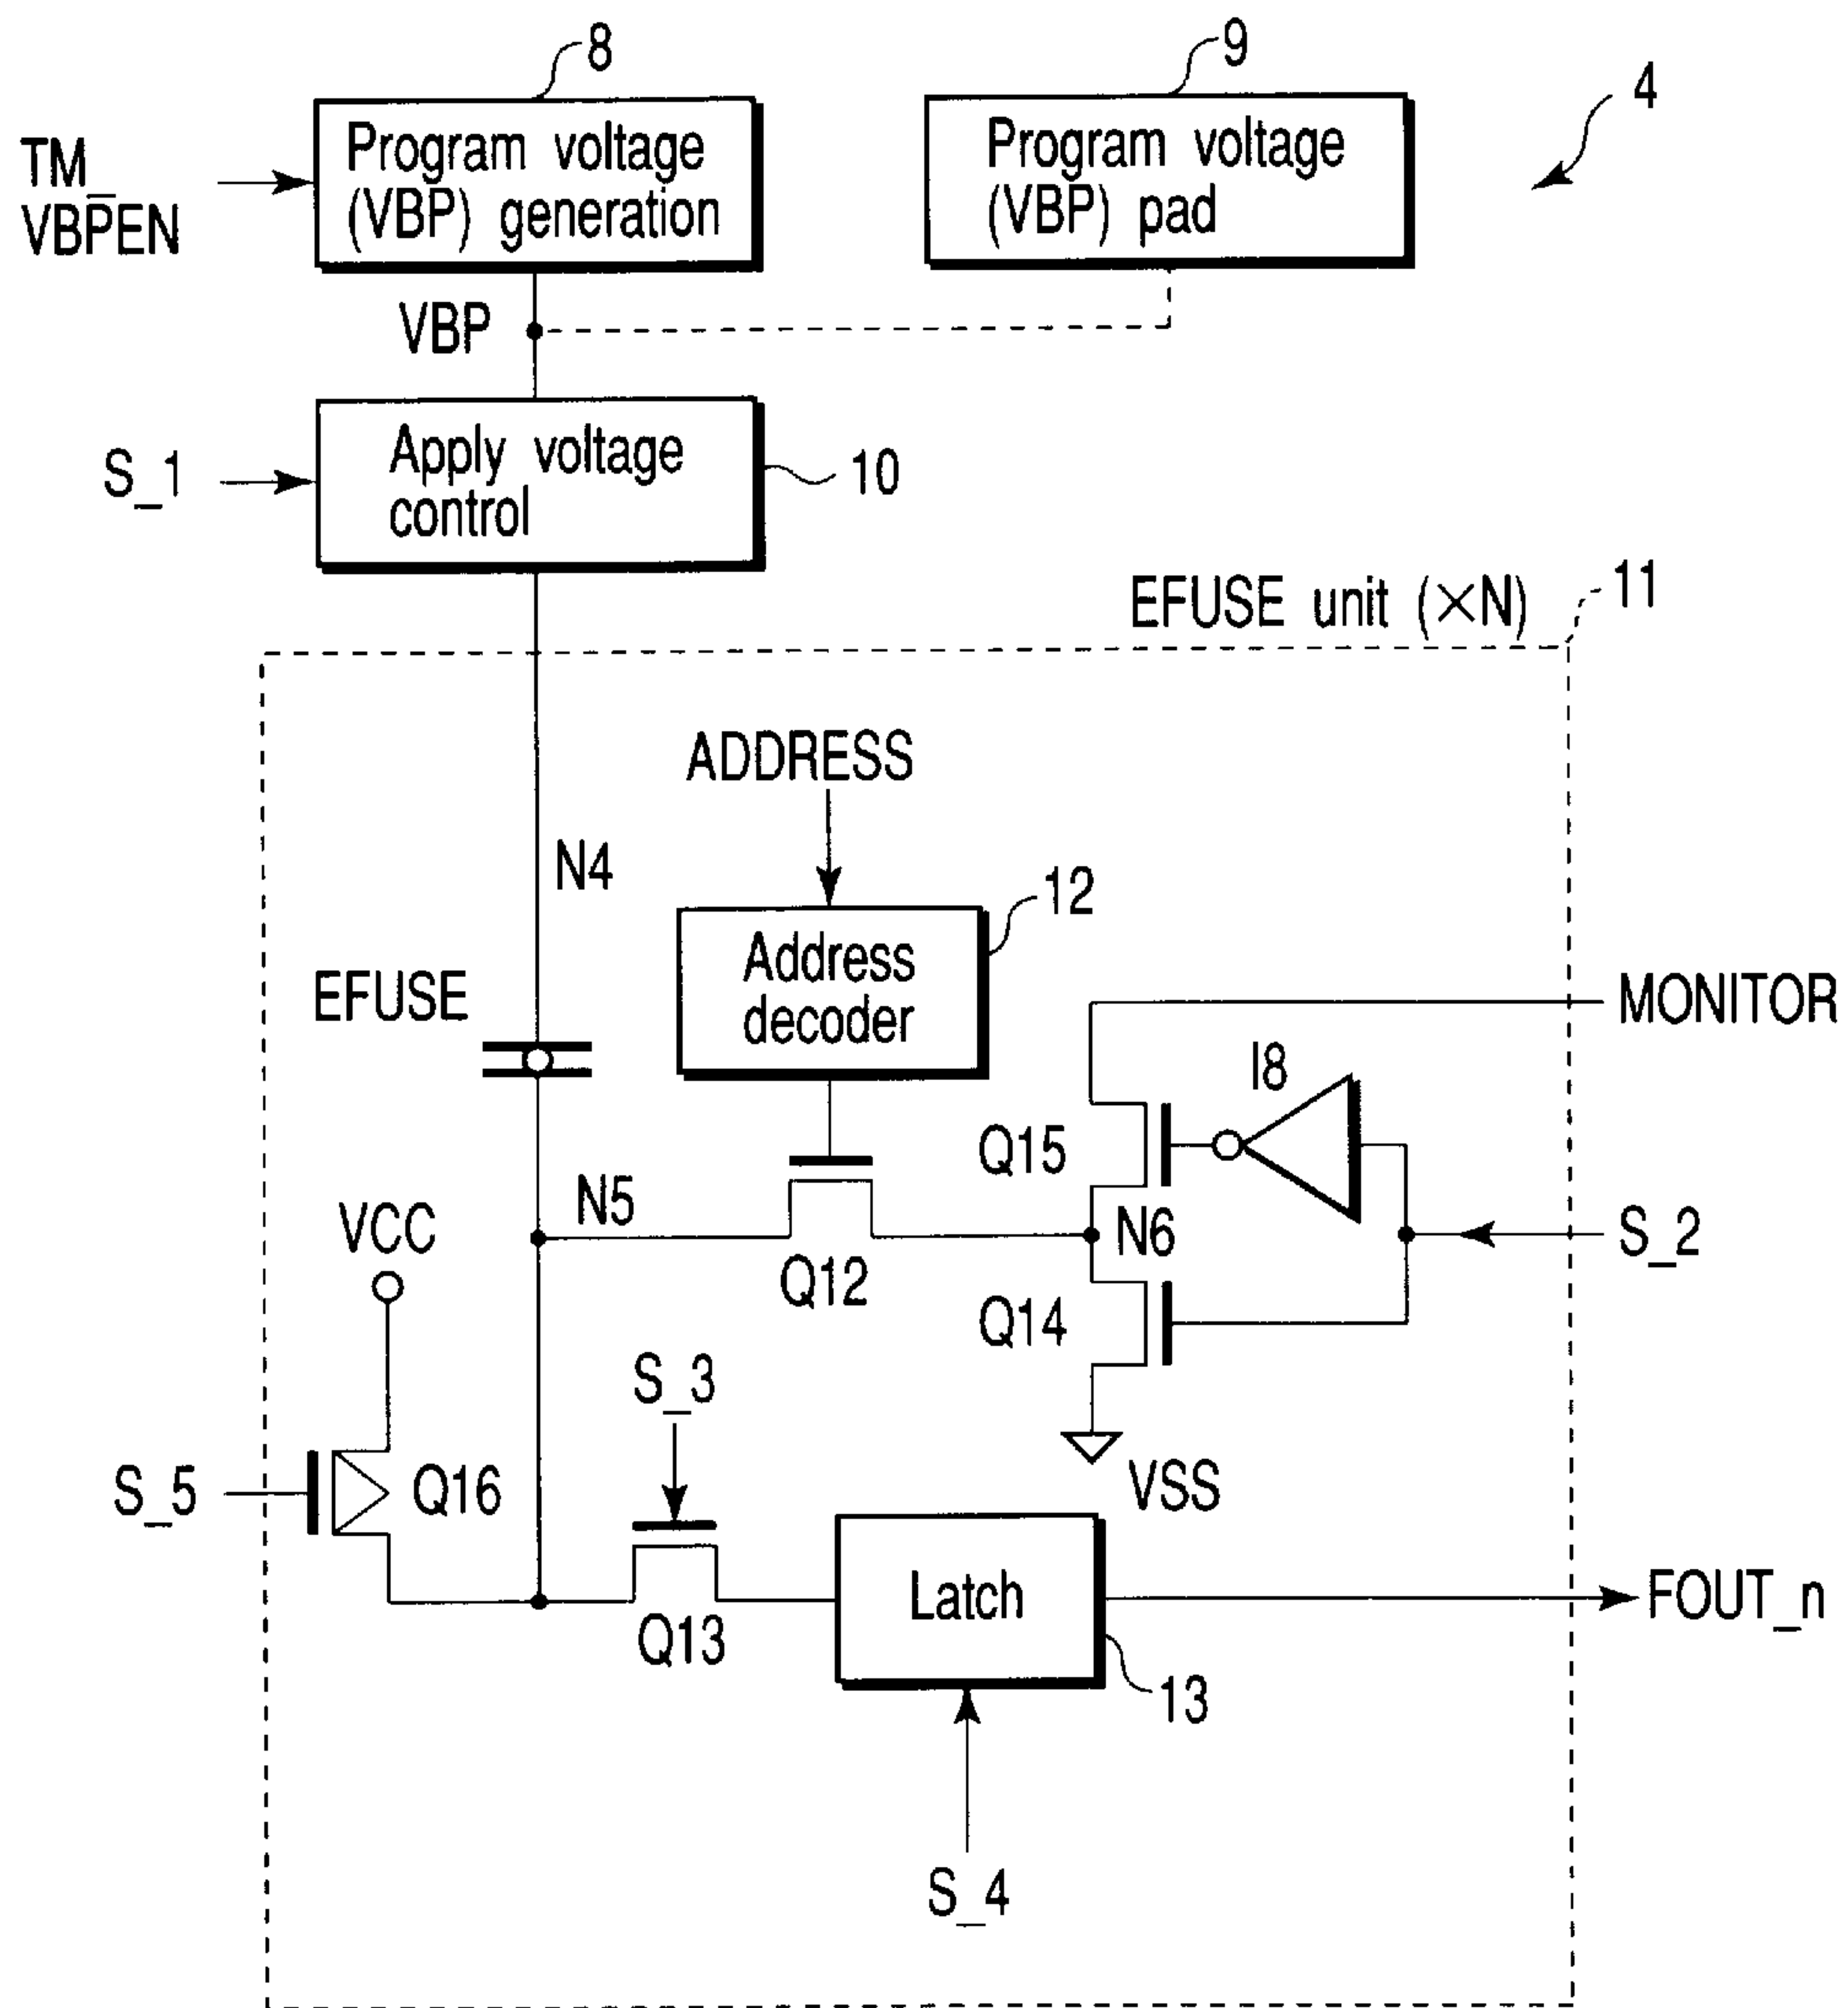 8
9
4
TM_
VBPEN
Program voltage
(VBP) generation
Program voltage
(VBP) pad
VBP
S_1
Apply voltage
control
10
EFUSE unit (×N)
11
ADDRESS
N4
12
EFUSE
Address
decoder
MONITOR
I8
Q15
N5
N6
S_2
VCC
Q12
Q14
S_3
VSS
S_5
Q16
Latch
FOUT_n
Q13
13
S_4